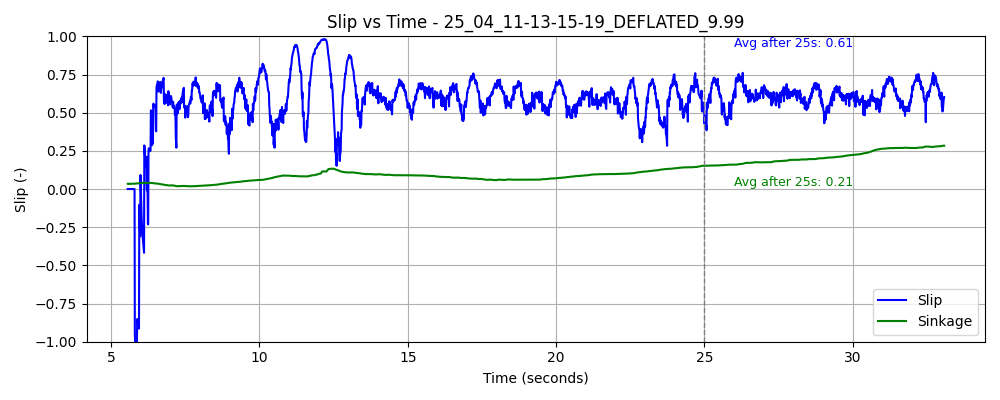 Slip vs Time - 25_04_11-13-15-19_DEFLATED_9.99
Avg after 25s: 0.61
1.00
0.75
0.50
0.25
0.00
−0.25
−0.50
−0.75
−1.00
Slip (-)
Avg after 25s: 0.21
Slip
Sinkage
5
10
15
20
25
30
Time (seconds)